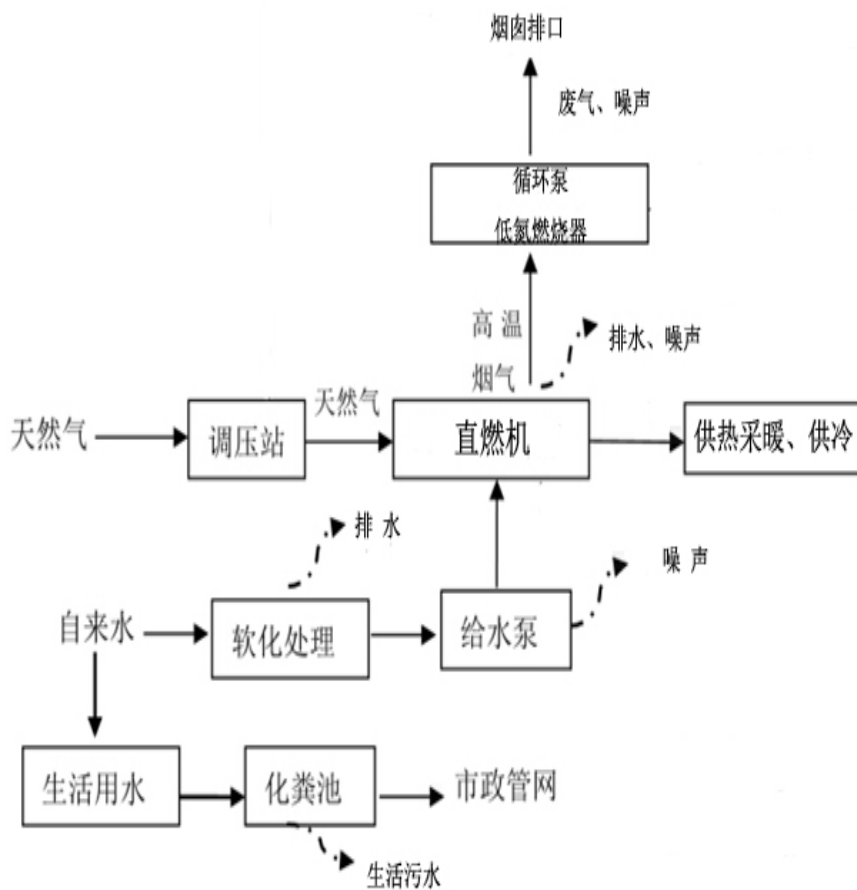 烟囱排口
废气、噪声
循环泵
低氮燃烧器
高 温
烟气
排水、噪声
天然气
调压站
天然气
直燃机
供热采暖、供冷
排 水
噪 声
自来水
软化处理
给水泵
生活用水
化粪池
市政管网
生活污水